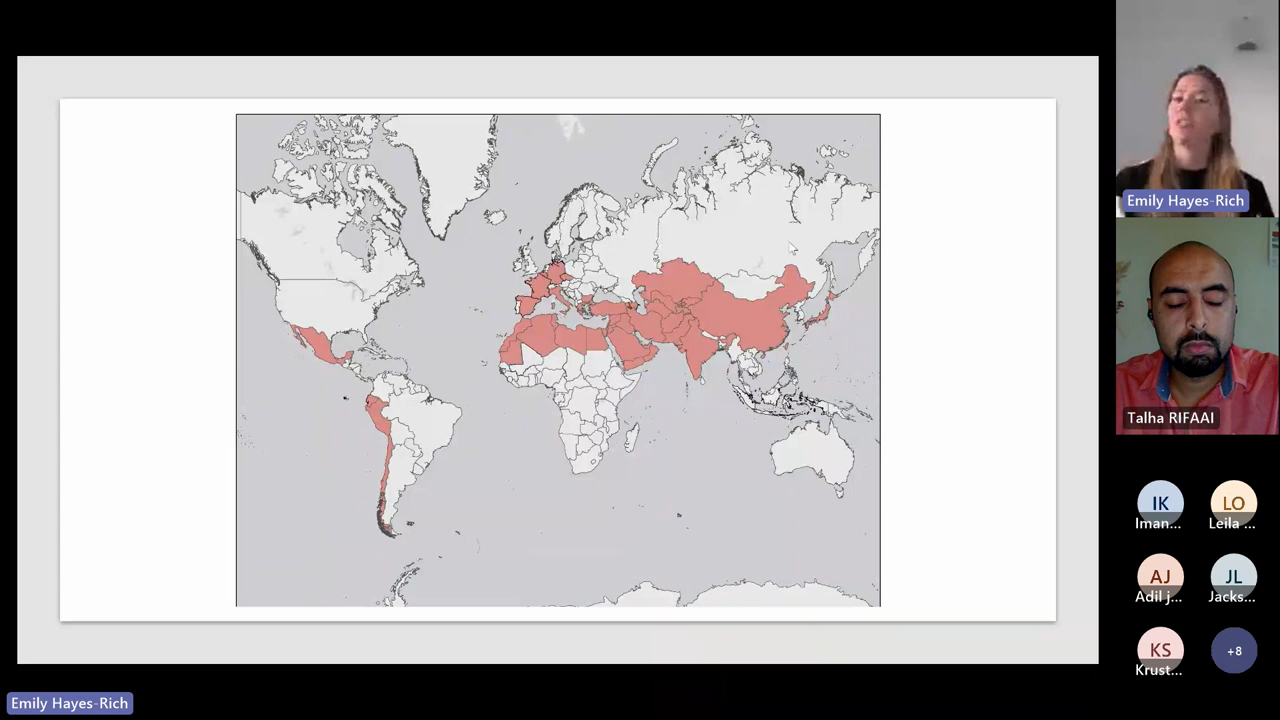 Emily Hayes-Rich
Talha RIFAAI
IK
LO
Iman...
Leila ...
AJ
JL
Adil j...
Jacks...
KS
+8
Krust...
Emily Hayes-Rich